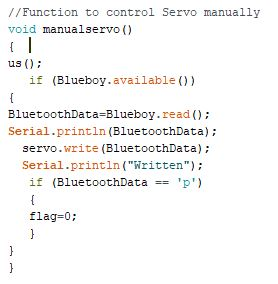 //Function to control Servo manually
void manualservo()
{
us();
if (Blueboy.available())
{
BluetoothData=Blueboy.read();
Serial.println(BluetoothData);
servo.write(BluetoothData);
Serial.println("Written");
if (BluetoothData == 'p')
{
flag=0;
}
}
}